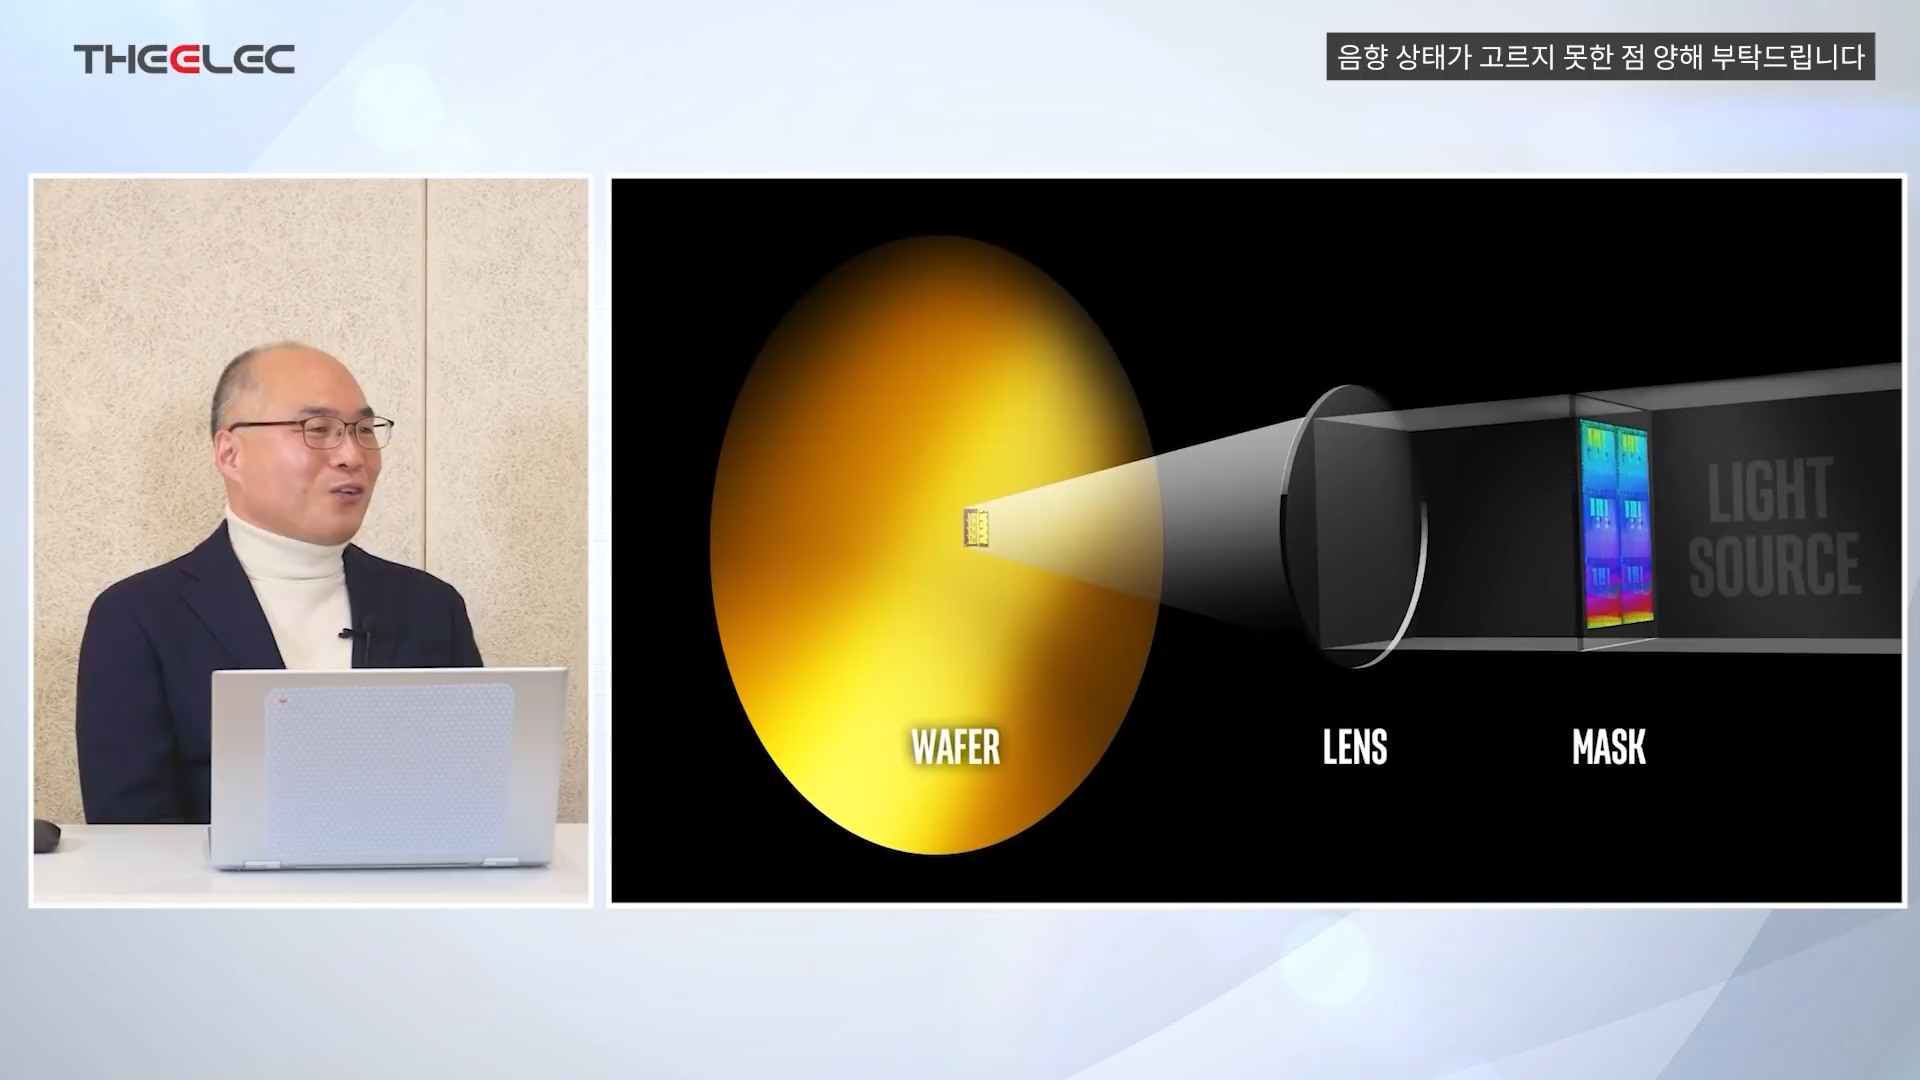 THEELEC
음향 상태가 고르지 못한 점 양해 부탁드립니다
LIGHT
SOURCE
WAFER
LENS
MASK